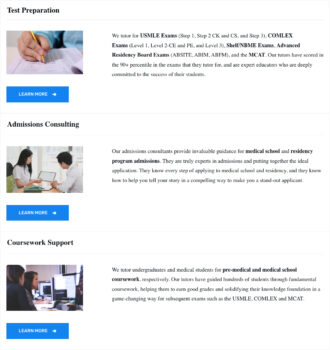 Test Preparation
We tutor for USMLE Exams (Step 1, Step 2 CK and CS, and Step 3), COMLEX
Exams (Level 1, Level 2-CE and PE, and Level 3), Shelf/NBME Exams, Advanced
Residency Board Exams (ABSITE, ABIM, ABFM), and the MCAT. Our tutors have scored in
the 90+ percentile in the exams that they tutor for, and are expert educators who are deeply
committed to the success of their students.
LEARN MORE ➔
Admissions Consulting
Our admissions consultants provide invaluable guidance for medical school and residency
program admissions. They are truly experts in admissions and putting together the ideal
application. They know every step of applying to medical school and residency, and they know
how to help you tell your story in a compelling way to make you a stand-out applicant.
LEARN MORE ➔
Coursework Support
We tutor undergraduates and medical students for pre-medical and medical school
coursework, respectively. Our tutors have guided hundreds of students through fundamental
coursework, helping them to earn good grades and solidifying their knowledge foundation in a
game-changing way for subsequent exams such as the USMLE, COMLEX and MCAT.
LEARN MORE ➔